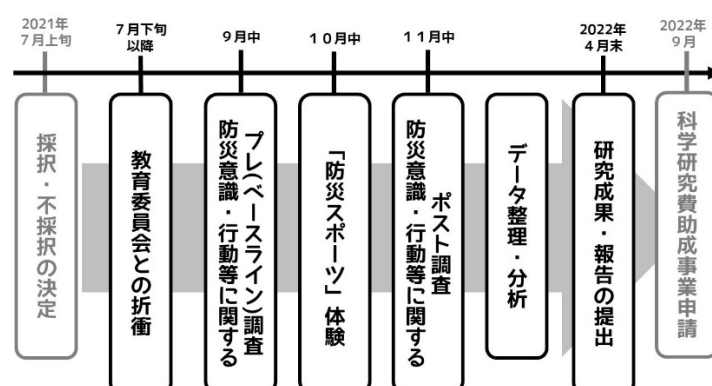 2021年
7月上旬
7月下旬
以降
9月中
10月中
11月中
2022年
4月末
2022年
9月
採択・不採択の決定
教育委員会との折衝
防災意識・行動等に関する
プレ(ベースライン)調査
「防災スポーツ」体験
防災意識・行動等に関する
ポスト調査
データ整理・分析
研究成果・報告の提出
科学研究費助成事業申請